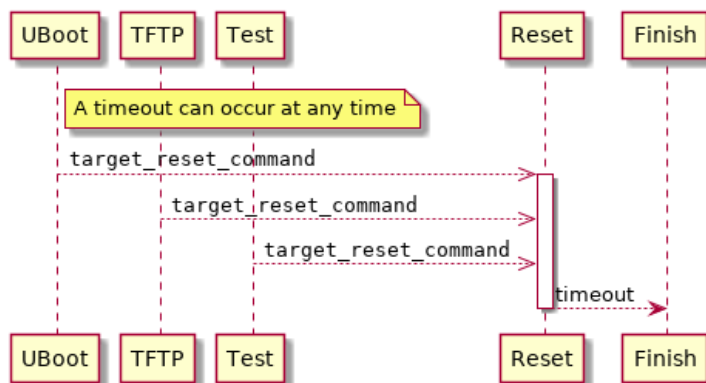 UBoot TFTP Test Reset Finish
A timeout can occur at any time
target_reset_command
target_reset_command
target_reset_command
timeout
UBoot TFTP Test Reset Finish